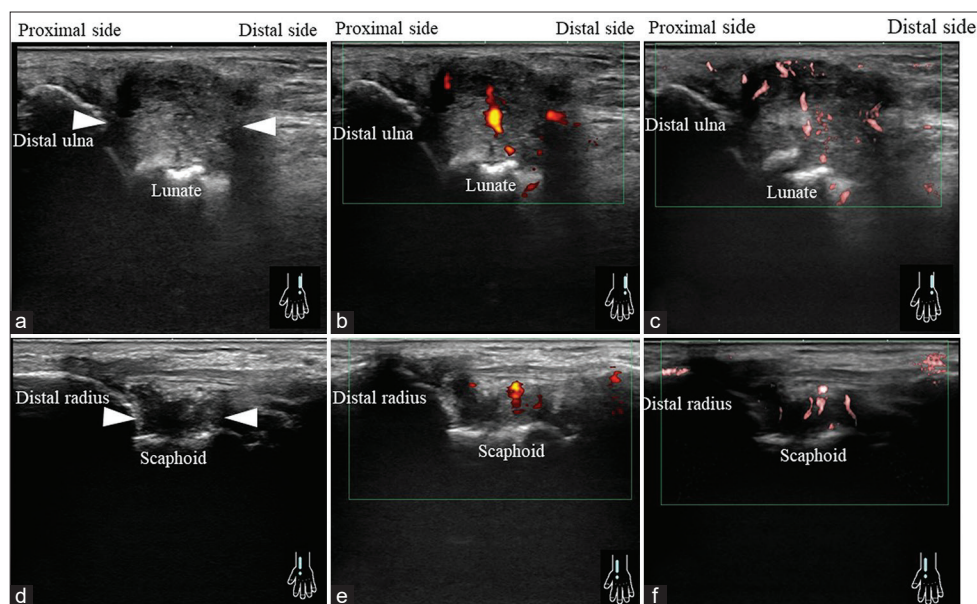 Proximal side Distal side
Proximal side Distal side
Proximal side Distal side
Distal ulna
Lunate
a
Distal ulna
Lunate
b
Distal ulna
Lunate
c
Distal radius
Scaphoid
d
Distal radius
Scaphoid
e
Distal radius
Scaphoid
f